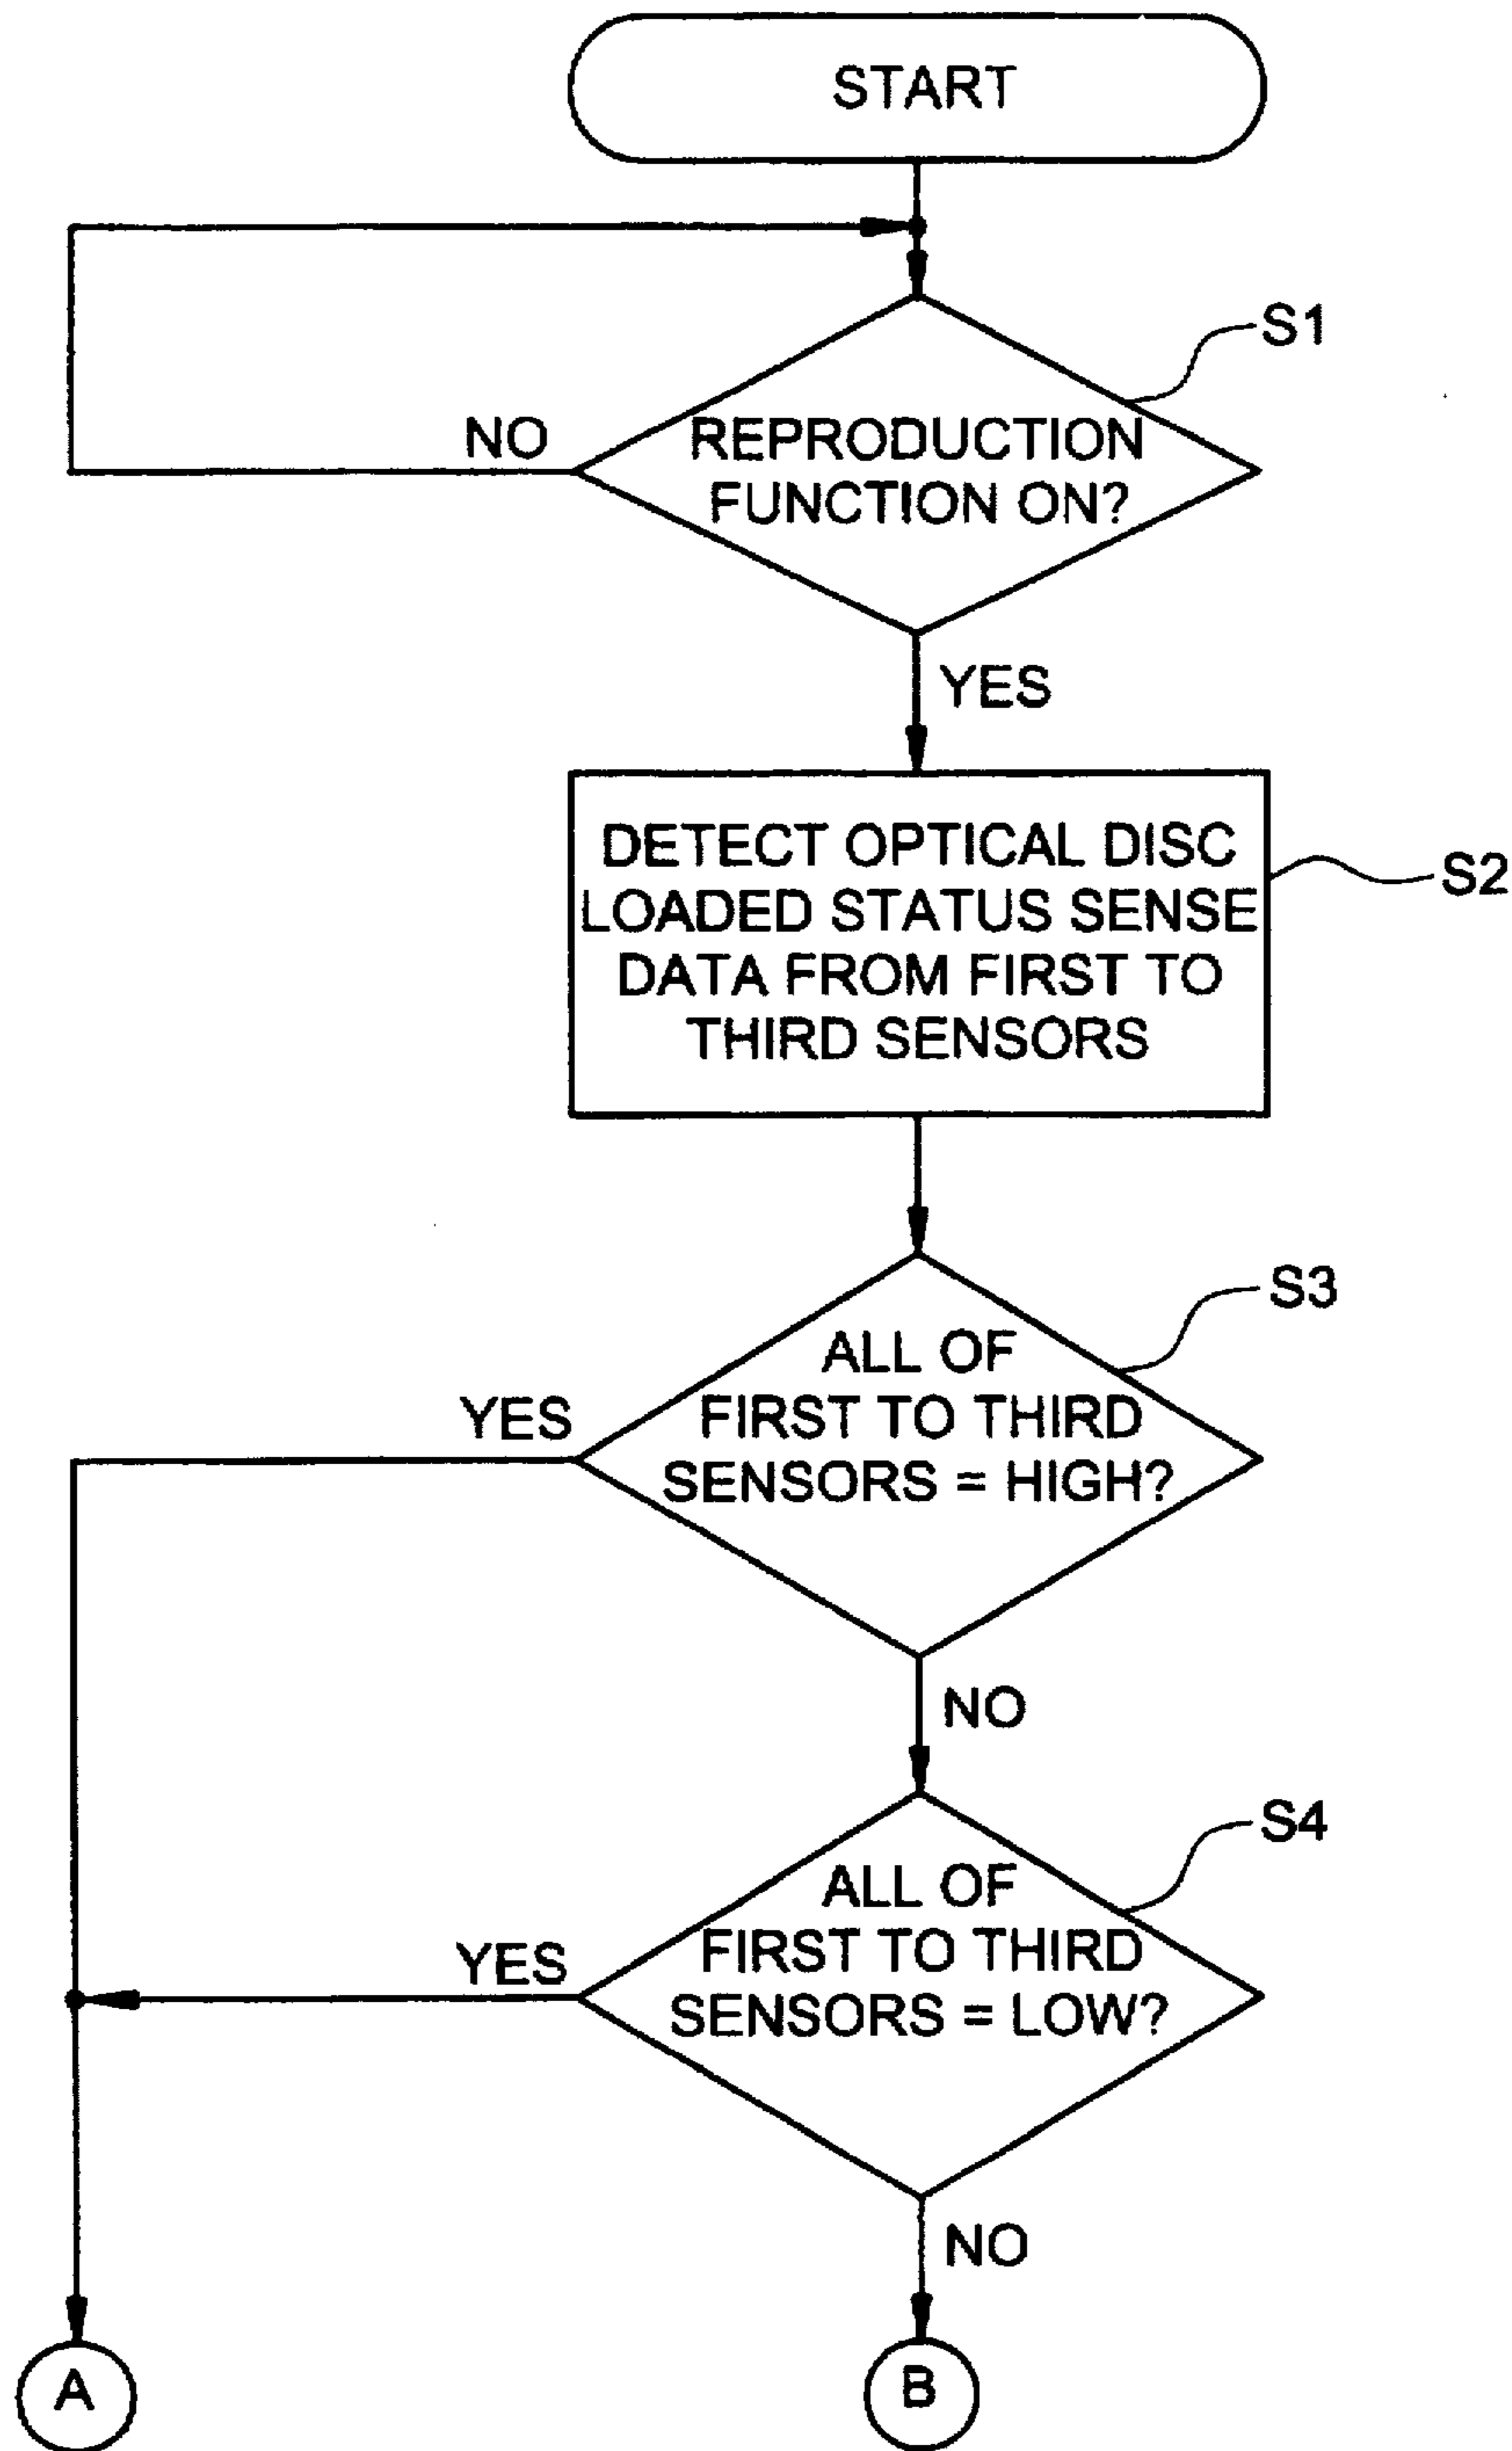 START
S1
NO
REPRODUCTION
FUNCTION ON?
YES
DETECT OPTICAL DISC
LOADED STATUS SENSE
DATA FROM FIRST TO
THIRD SENSORS
S2
S3
ALL OF
YES
FIRST TO THIRD
SENSORS = HIGH?
NO
S4
ALL OF
YES
FIRST TO THIRD
SENSORS = LOW?
NO
A
B